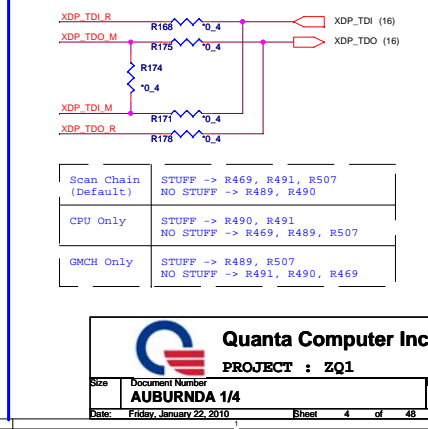 XDP_TDI_R
R168 *0_4
XDP_TDI (16)
XDP_TDO_M
R175 *0_4
XDP_TDO (16)
R174
*0_4
XDP_TDI_M
R171 *0_4
XDP_TDO_R
R178 *0_4
Scan Chain STUFF -> R469, R491, R507
(Default) NO STUFF -> R489, R490
CPU Only STUFF -> R490, R491
NO STUFF -> R469, R489, R507
GMCH Only STUFF -> R489, R507
NO STUFF -> R491, R490, R469
Quanta Computer Inc
PROJECT : ZQ1
Size Document Number
AUBURNDA 1/4
Date: Friday, January 22, 2010 Sheet 4 of 48
1